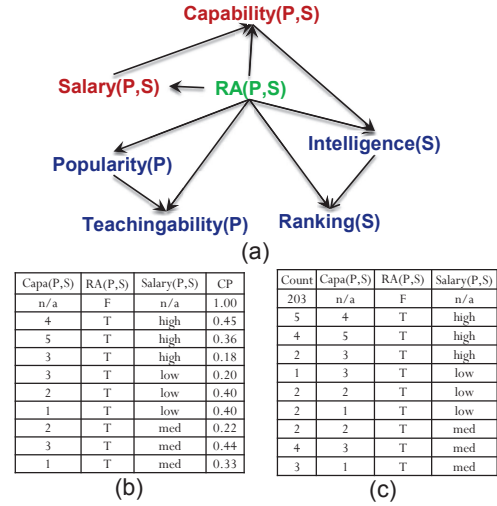 Capability(P,S)
Salary(P,S)
RA(P,S)
Intelligence(S)
Popularity(P)
Teachingability(P)
Ranking(S)
(a)
Capa(P,S) RA(P,S) Salary(P,S) CP
n/a F n/a 1.00
4 T high 0.45
5 T high 0.36
3 T high 0.18
3 T low 0.20
2 T low 0.40
1 T low 0.40
2 T med 0.22
3 T med 0.44
1 T med 0.33
(b)
Count Capa(P,S) RA(P,S) Salary(P,S)
203 n/a F n/a
5 4 T high
4 5 T high
2 3 T high
1 3 T low
2 2 T low
2 1 T low
2 2 T med
4 3 T med
3 1 T med
(c)